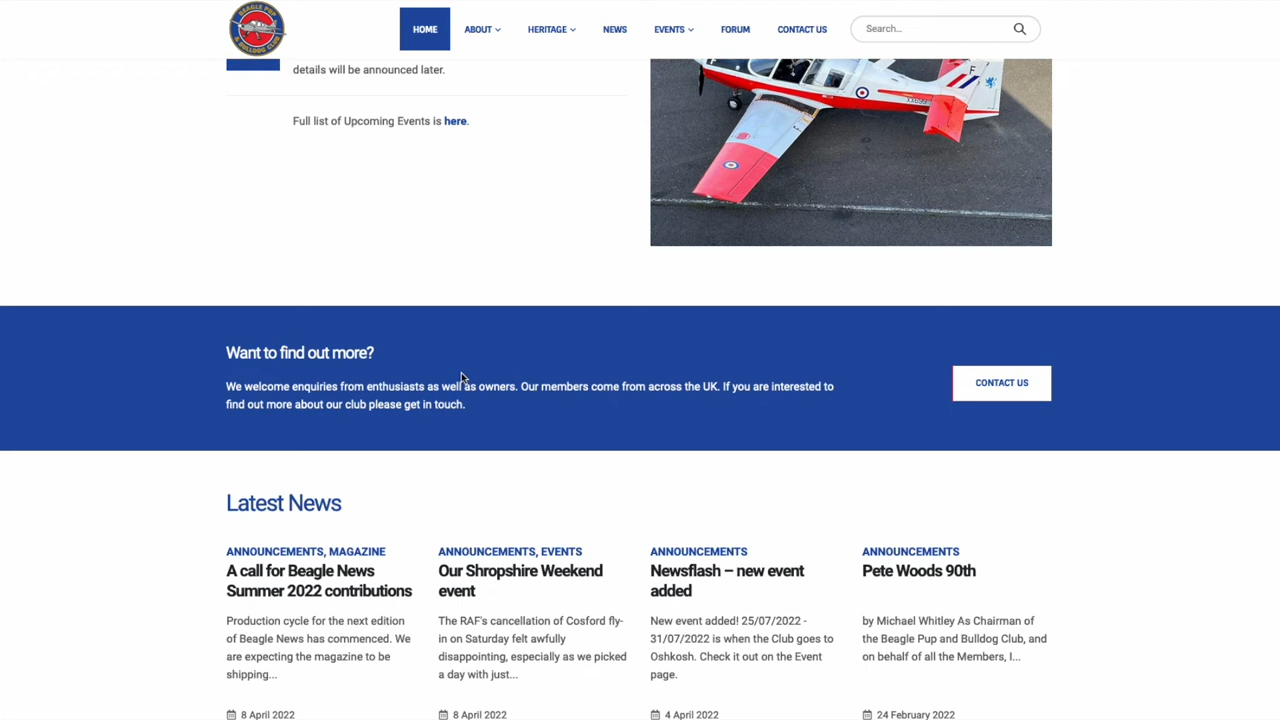 BEAGLE PUP
& BULLDOG CLUB
HOME
ABOUT
HERITAGE
NEWS
EVENTS
FORUM
CONTACT US
Search...
details will be announced later.
Full list of Upcoming Events is here.
Want to find out more?
We welcome enquiries from enthusiasts as well as owners. Our members come from across the UK. If you are interested to
find out more about our club please get in touch.
CONTACT US
Latest News
ANNOUNCEMENTS, MAGAZINE
A call for Beagle News
Summer 2022 contributions
Production cycle for the next edition
of Beagle News has commenced. We
are expecting the magazine to be
shipping...
8 April 2022
ANNOUNCEMENTS, EVENTS
Our Shropshire Weekend
event
The RAF's cancellation of Cosford fly-
in on Saturday felt awfully
disappointing, especially as we picked
a day with just...
8 April 2022
ANNOUNCEMENTS
Newsflash – new event
added
New event added! 25/07/2022 -
31/07/2022 is when the Club goes to
Oshkosh. Check it out on the Event
page.
4 April 2022
ANNOUNCEMENTS
Pete Woods 90th
by Michael Whitley As Chairman of
the Beagle Pup and Bulldog Club, and
on behalf of all the Members, I...
24 February 2022